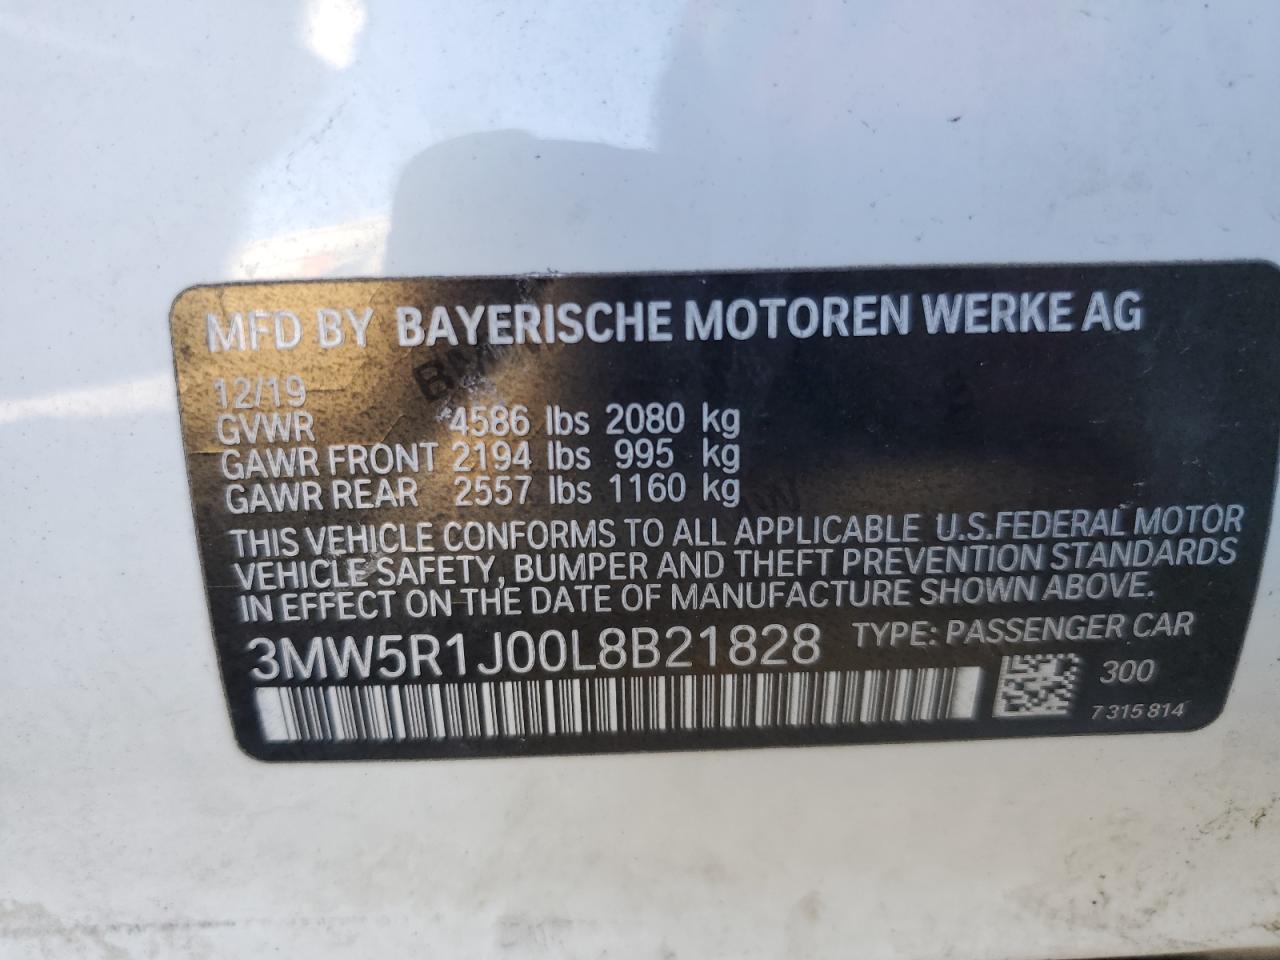 MFD BY BAYERISCHE MOTOREN WERKE AG
12/19
GVWR 4586 lbs 2080 kg
GAWR FRONT 2194 lbs 995 kg
GAWR REAR 2557 lbs 1160 kg
THIS VEHICLE CONFORMS TO ALL APPLICABLE U.S.FEDERAL MOTOR
VEHICLE SAFETY, BUMPER AND THEFT PREVENTION STANDARDS
IN EFFECT ON THE DATE OF MANUFACTURE SHOWN ABOVE.
3MW5R1J00L8B21828 TYPE: PASSENGER CAR
300
7 315 814